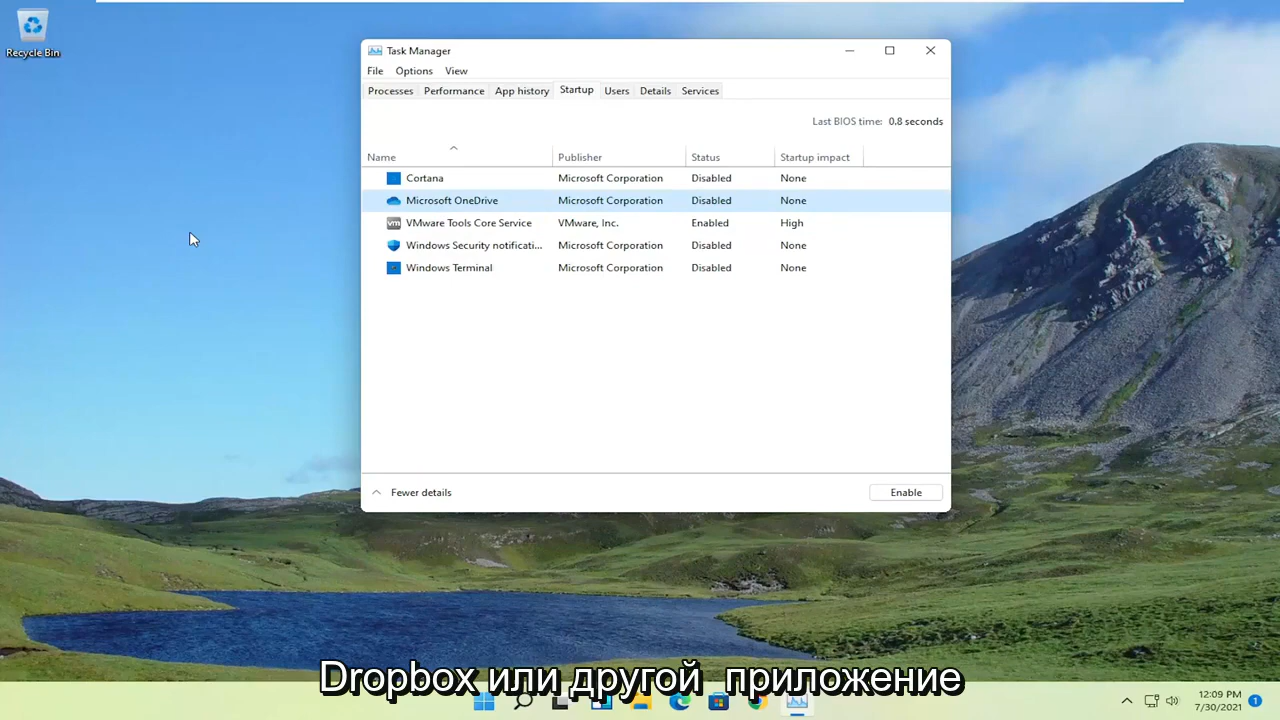 Recycle Bin
Task Manager
File Options View
Processes Performance App history Startup Users Details Services
Last BIOS time: 0.8 seconds
Name Publisher Status Startup impact
Cortana Microsoft Corporation Disabled None
Microsoft OneDrive Microsoft Corporation Disabled None
vm VMware Tools Core Service VMware, Inc. Enabled High
Windows Security notificati... Microsoft Corporation Disabled None
Windows Terminal Microsoft Corporation Disabled None
Fewer details Enable
Dropbox или другой приложение
12:09 PM
7/30/2021 1